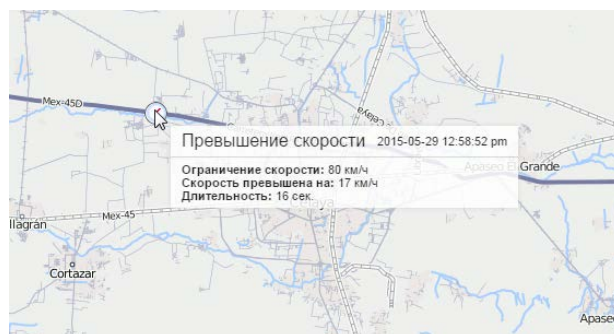 Mex-45D
Celaya
Превышение скорости 2015-05-29 12:58:52 pm
Apaseo El Grande
Ограничение скорости: 80 км/ч
Скорость превышена на: 17 км/ч
Длительность: 16 сек.
Mex-45
llagrán
Cortazar
Apaseo